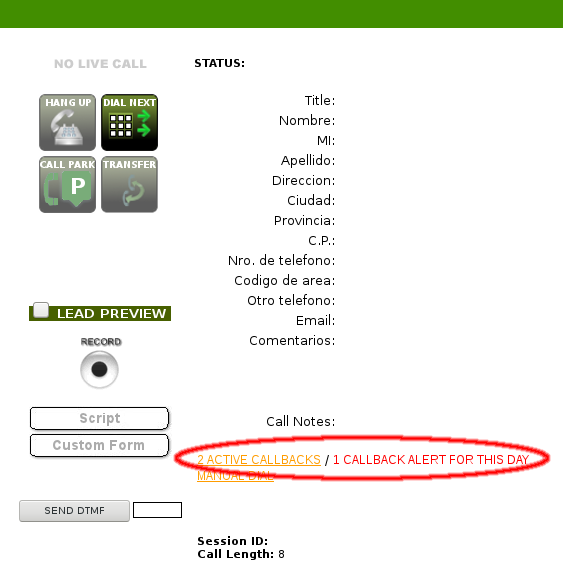 NO LIVE CALL
STATUS:
HANG UP
DIAL NEXT
CALL PARK
P
TRANSFER
Title:
Nombre:
MI:
Apellido:
Direccion:
Ciudad:
Provincia:
C.P.:
Nro. de telefono:
Codigo de area:
Otro telefono:
Email:
Comentarios:
LEAD PREVIEW
RECORD
Script
Custom Form
Call Notes:
2 ACTIVE CALLBACKS / 1 CALLBACK ALERT FOR THIS DAY
MANUAL DIAL
SEND DTMF
Session ID:
Call Length: 8